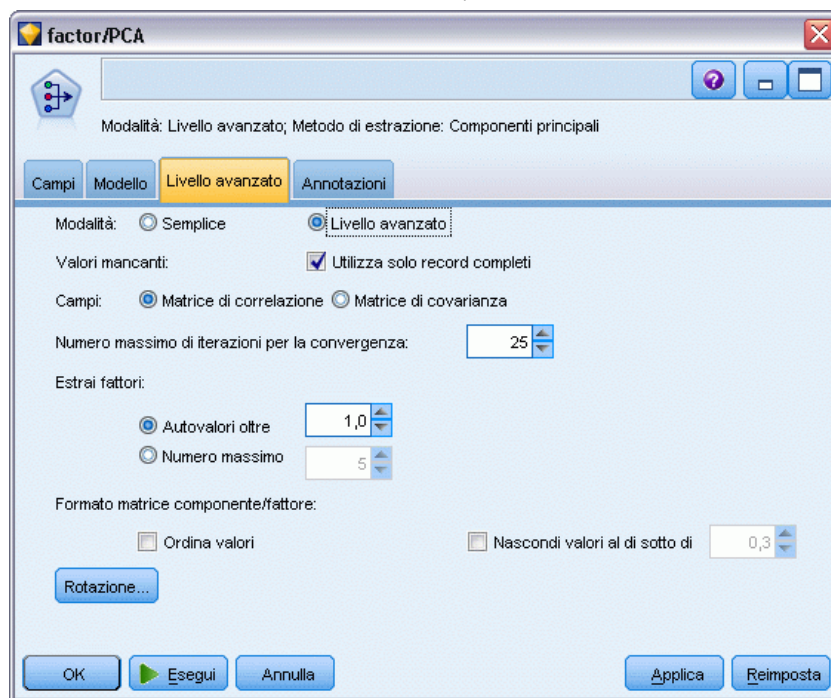 factor/PCA
Modalità: Livello avanzato; Metodo di estrazione: Componenti principali
Campi Modello Livello avanzato Annotazioni
Modalità: Semplice Livello avanzato
Valori mancanti: Utilizza solo record completi
Campi: Matrice di correlazione Matrice di covarianza
Numero massimo di iterazioni per la convergenza: 25
Estrai fattori:
Autovalori oltre 1,0
Numero massimo 5
Formato matrice componente/fattore:
Ordina valori Nascondi valori al di sotto di 0,3
Rotazione...
OK Esegui Annulla Applica Reimposta